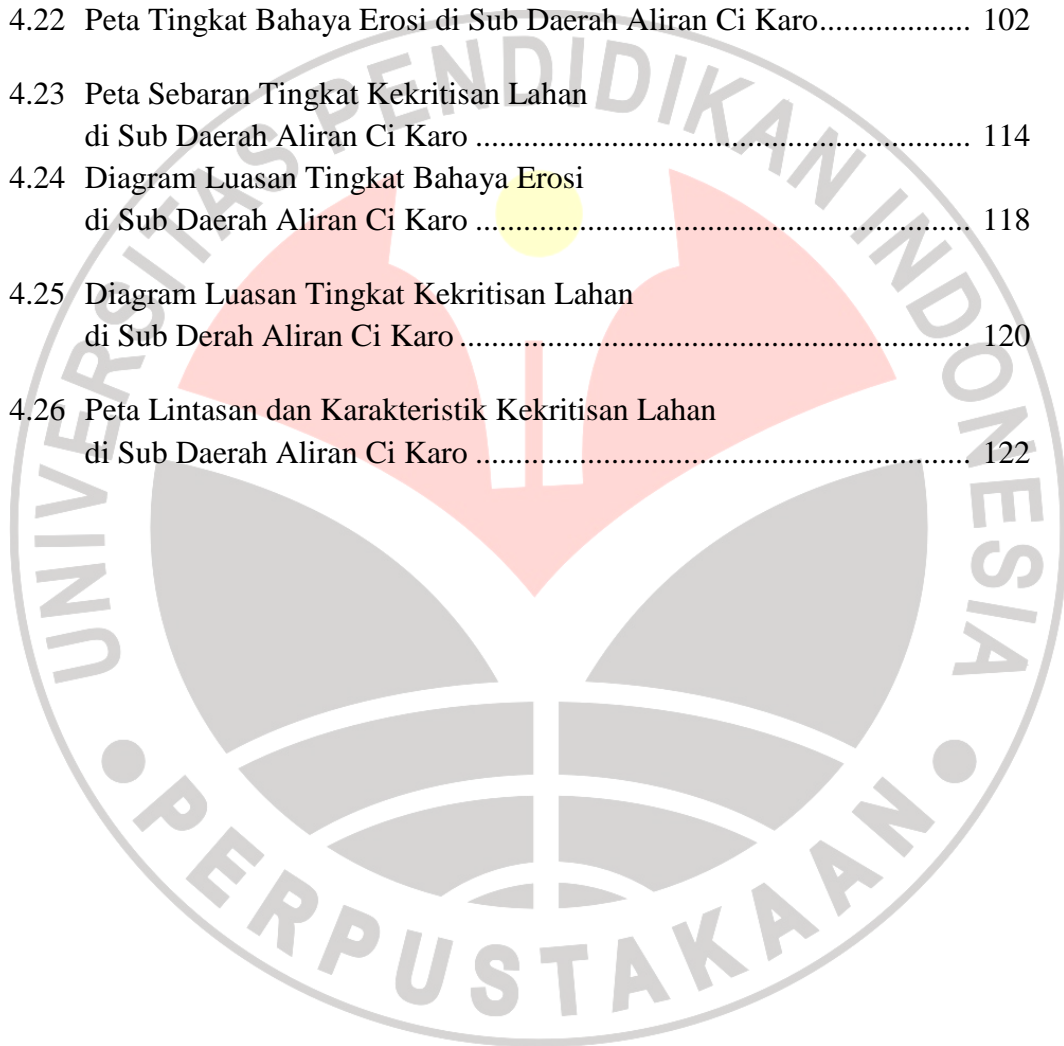 4.22 Peta Tingkat Bahaya Erosi di Sub Daerah Aliran Ci Karo................... 102
4.23 Peta Sebaran Tingkat Kekritisan Lahan
di Sub Daerah Aliran Ci Karo ............................................................. 114
4.24 Diagram Luasan Tingkat Bahaya Erosi
di Sub Daerah Aliran Ci Karo ............................................................. 118
4.25 Diagram Luasan Tingkat Kekritisan Lahan
di Sub Derah Aliran Ci Karo ............................................................... 120
4.26 Peta Lintasan dan Karakteristik Kekritisan Lahan
di Sub Daerah Aliran Ci Karo ............................................................. 122
UNIVERSITAS PENDIDIKAN INDONESIA
PERPUSTAKAAN